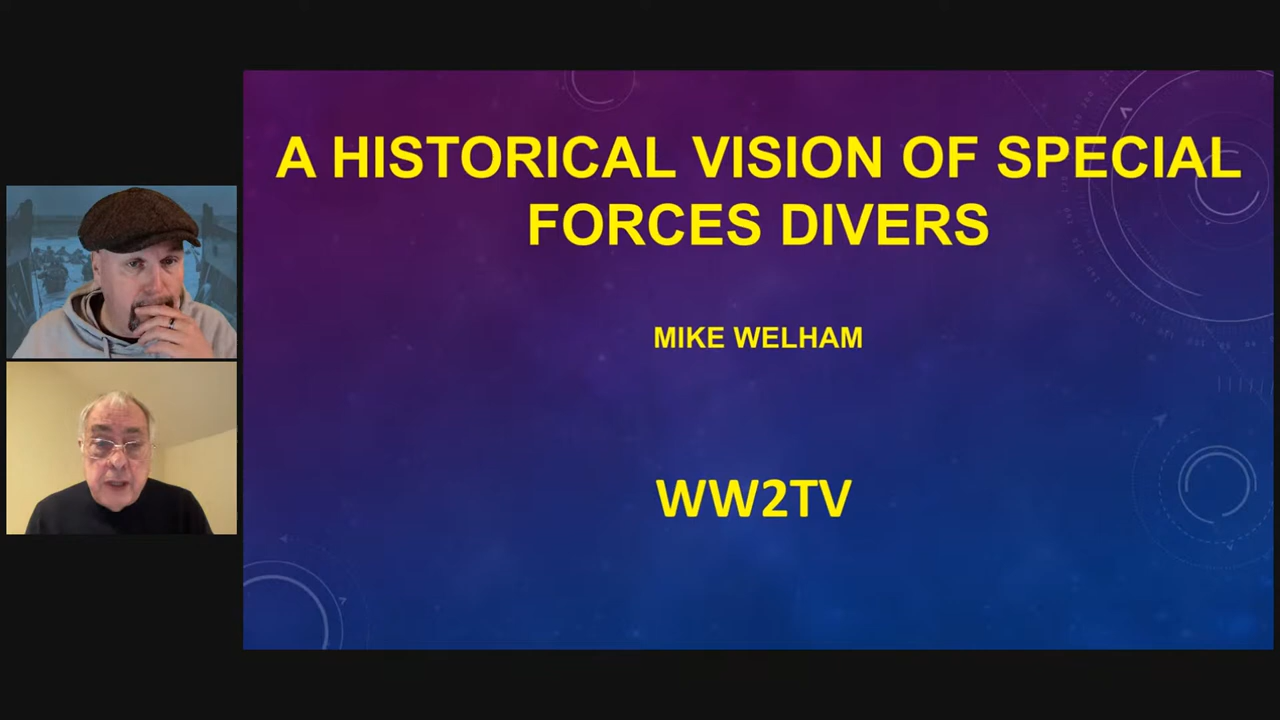 A HISTORICAL VISION OF SPECIAL
FORCES DIVERS
MIKE WELHAM
WW2TV